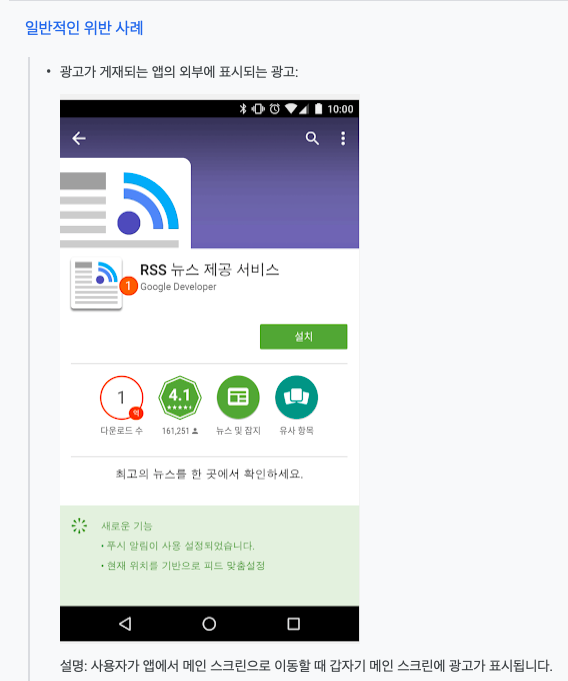 일반적인 위반 사례
• 광고가 게재되는 앱의 외부에 표시되는 광고:
10:00
RSS 뉴스 제공 서비스
1
Google Developer
설치
1
억
4.1
다운로드 수
161,251
뉴스 및 잡지
유사 항목
최고의 뉴스를 한 곳에서 확인하세요.
새로운 기능
• 푸시 알림이 사용 설정되었습니다.
• 현재 위치를 기반으로 피드 맞춤설정
설명: 사용자가 앱에서 메인 스크린으로 이동할 때 갑자기 메인 스크린에 광고가 표시됩니다.